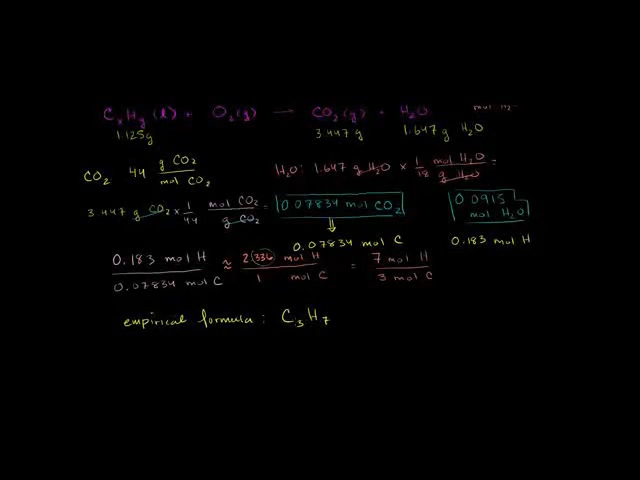 CxHy (l) + O2(g) — CO2(g) + H2O
1.125g 3.447g 1.647g H2O
CO2 44 g CO2 / mol CO2
H2O: 1.647 g H2O × 1/18 mol H2O / g H2O =
3.447 g CO2 × 1/44 mol CO2 / g CO2 = 0.07834 mol CO2
0.0915 mol H2O
⇓
0.07834 mol C 0.183 mol H
0.183 mol H / 0.07834 mol C ≈ 2.336 mol H / 1 mol C = 7 mol H / 3 mol C
empirical formula: C3H7